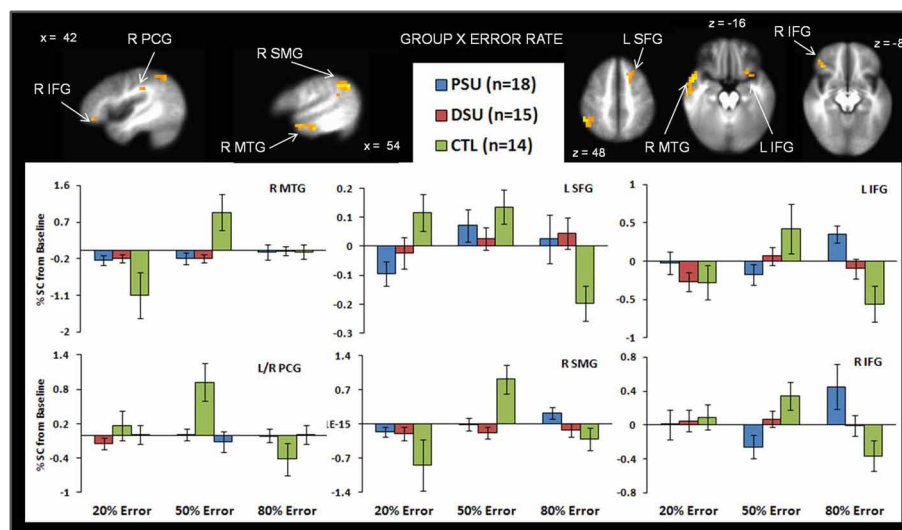 x = 42
R PCG
R IFG
R SMG
R MTG
x = 54
GROUP X ERROR RATE
PSU (n=18)
DSU (n=15)
CTL (n=14)
L SFG
z = 48
z = -16
R MTG
L IFG
R IFG
z = -8
R MTG
% SC from Baseline
1.6
0.7
-0.2
-1.1
-2
L SFG
0.2
0.1
0
-0.1
-0.2
-0.3
L IFG
1
0.5
0
-0.5
-1
L/R PCG
% SC from Baseline
1.4
0.8
0.2
-0.4
-1
R SMG
1.4
0.7
1E-15
-0.7
-1.4
R IFG
0.8
0.4
0
-0.4
-0.8
20% Error 50% Error 80% Error
20% Error 50% Error 80% Error
20% Error 50% Error 80% Error